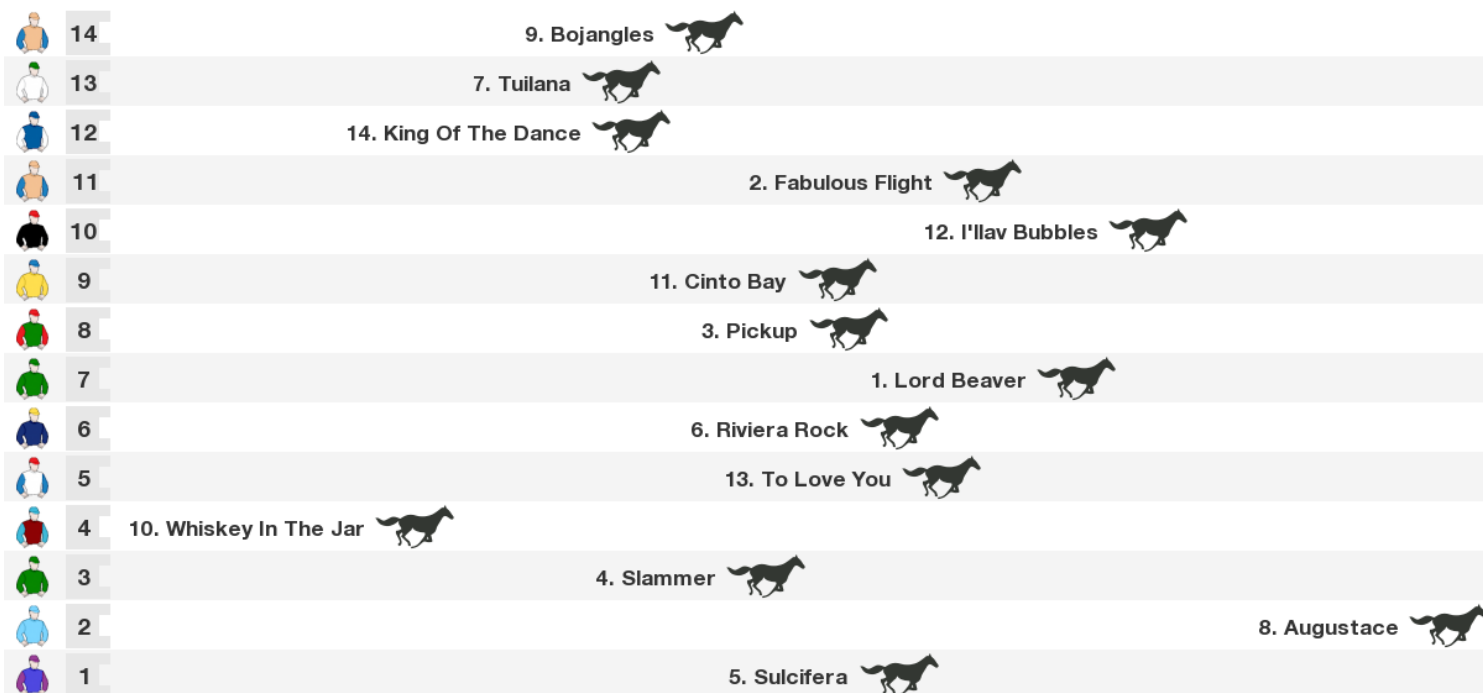 14 9. Bojangles
13 7. Tuilana
12 14. King Of The Dance
11 2. Fabulous Flight
10 12. I'llav Bubbles
9 11. Cinto Bay
8 3. Pickup
7 1. Lord Beaver
6 6. Riviera Rock
5 13. To Love You
4 10. Whiskey In The Jar
3 4. Slammer
2 8. Augustace
1 5. Sulcifera